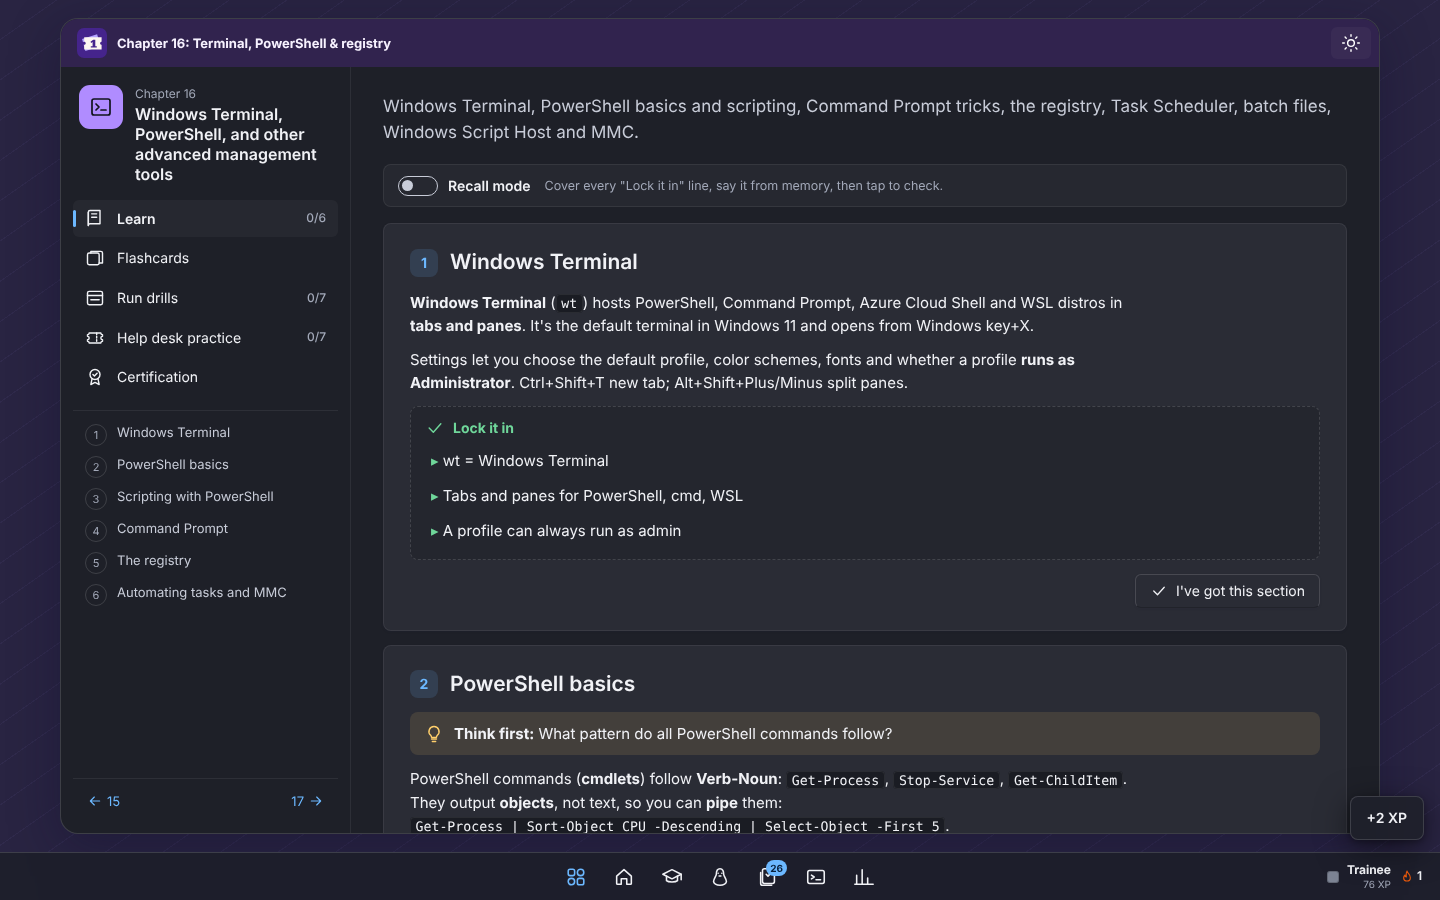 1 Chapter 16: Terminal, PowerShell & registry
Chapter 16
Windows Terminal,
PowerShell, and other
advanced management
tools
Learn 0/6
Flashcards
Run drills 0/7
Help desk practice 0/7
Certification
1 Windows Terminal
2 PowerShell basics
3 Scripting with PowerShell
4 Command Prompt
5 The registry
6 Automating tasks and MMC
← 15 17 →
Windows Terminal, PowerShell basics and scripting, Command Prompt tricks, the registry, Task Scheduler, batch files,
Windows Script Host and MMC.
Recall mode Cover every "Lock it in" line, say it from memory, then tap to check.
1 Windows Terminal
Windows Terminal ( wt ) hosts PowerShell, Command Prompt, Azure Cloud Shell and WSL distros in
tabs and panes. It's the default terminal in Windows 11 and opens from Windows key+X.
Settings let you choose the default profile, color schemes, fonts and whether a profile runs as
Administrator. Ctrl+Shift+T new tab; Alt+Shift+Plus/Minus split panes.
✓ Lock it in
▸ wt = Windows Terminal
▸ Tabs and panes for PowerShell, cmd, WSL
▸ A profile can always run as admin
✓ I've got this section
2 PowerShell basics
Think first: What pattern do all PowerShell commands follow?
PowerShell commands (cmdlets) follow Verb-Noun: Get-Process , Stop-Service , Get-ChildItem .
They output objects, not text, so you can pipe them:
Get-Process | Sort-Object CPU -Descending | Select-Object -First 5 .
+2 XP
26
Trainee
76 XP
1